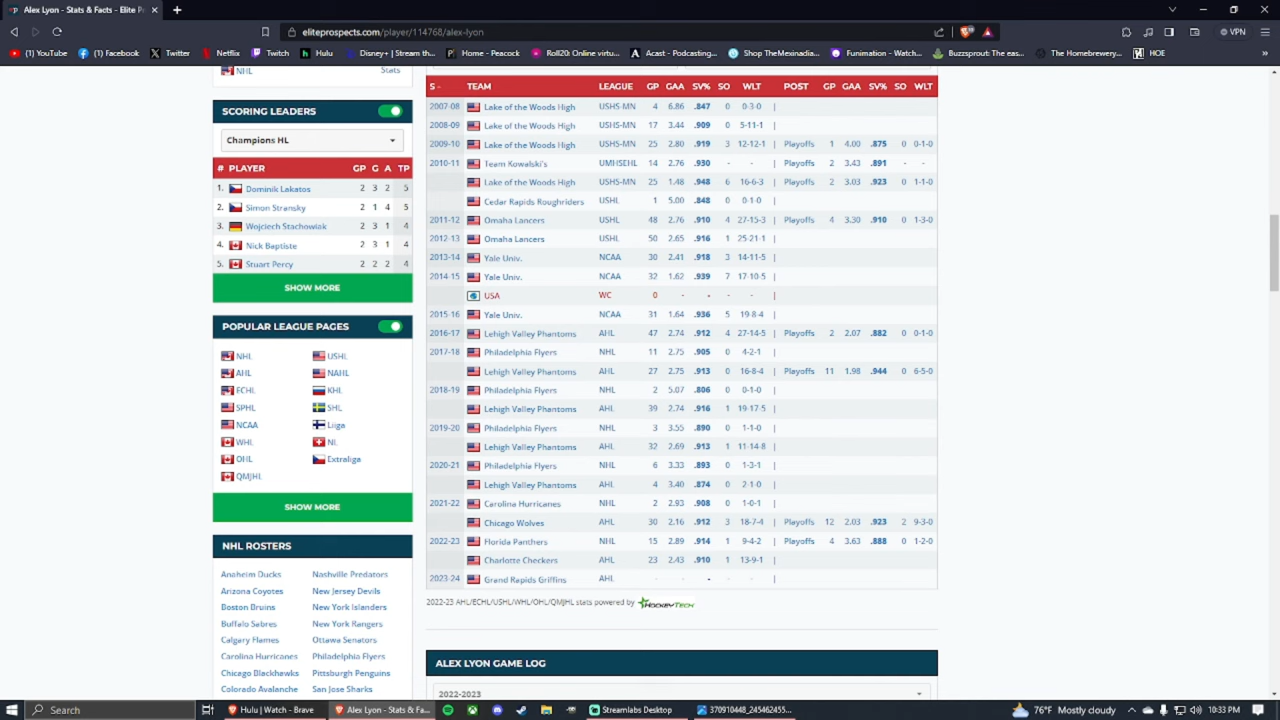 Alex Lyon - Stats & Facts - Elite Pr
eliteprospects.com/player/114768/alex-lyon
VPN
(1) YouTube
(1) Facebook
Twitter
Netflix
Twitch
Hulu
Disney+ | Stream th...
Home - Peacock
Roll20: Online virtu...
Acast - Podcasting...
StopTheMexinadia...
Funimation - Watch...
Buzzsprout: The eas...
The Homebrewery...
HOE
NHL Stats
SCORING LEADERS
Champions HL
# PLAYER GP G A TP
1. Dominik Lakatos 2 3 2 5
2. Simon Stransky 2 1 4 5
3. Wojciech Stachowiak 2 3 1 4
4. Nick Baptiste 2 3 1 4
5. Stuart Percy 2 2 2 4
SHOW MORE
POPULAR LEAGUE PAGES
NHL USHL
AHL NAHL
ECHL KHL
SPHL SHL
NCAA Liiga
WHL NL
OHL Extraliga
QMJHL
SHOW MORE
NHL ROSTERS
Anaheim Ducks Nashville Predators
Arizona Coyotes New Jersey Devils
Boston Bruins New York Islanders
Buffalo Sabres New York Rangers
Calgary Flames Ottawa Senators
Carolina Hurricanes Philadelphia Flyers
Chicago Blackhawks Pittsburgh Penguins
Colorado Avalanche San Jose Sharks
S TEAM LEAGUE GP GAA SV% SO WLT POST GP GAA SV% SO WLT
2007-08 Lake of the Woods High USHS-MN 4 6.86 .847 0 0-3-0 |
2008-09 Lake of the Woods High USHS-MN 17 3.44 .909 0 5-11-1 |
2009-10 Lake of the Woods High USHS-MN 25 2.80 .919 3 12-12-1 | Playoffs 1 4.00 .875 0 0-1-0
2010-11 Team Kowalski's UMHSEHL 14 2.76 .930 - - | Playoffs 2 3.43 .891
Lake of the Woods High USHS-MN 25 1.48 .948 6 16-6-3 | Playoffs 2 3.03 .923 0 1-1-0
Cedar Rapids Roughriders USHL 1 5.00 .848 0 0-1-0 |
2011-12 Omaha Lancers USHL 48 2.76 .910 4 27-15-3 | Playoffs 4 3.30 .910 0 1-3-0
2012-13 Omaha Lancers USHL 50 2.65 .916 1 25-21-1 |
2013-14 Yale Univ. NCAA 30 2.41 .918 3 14-11-5 |
2014-15 Yale Univ. NCAA 32 1.62 .939 7 17-10-5 |
USA WC 0 - - - - |
2015-16 Yale Univ. NCAA 31 1.64 .936 5 19-8-4 |
2016-17 Lehigh Valley Phantoms AHL 47 2.74 .912 4 27-14-5 | Playoffs 2 2.07 .882 0 0-1-0
2017-18 Philadelphia Flyers NHL 11 2.75 .905 0 4-2-1 |
Lehigh Valley Phantoms AHL 27 2.75 .913 0 16-8-4 | Playoffs 11 1.98 .944 0 6-5-0
2018-19 Philadelphia Flyers NHL 2 5.07 .806 0 0-1-0 |
Lehigh Valley Phantoms AHL 39 2.74 .916 1 19-17-5 |
2019-20 Philadelphia Flyers NHL 3 3.55 .890 0 1-1-0 |
Lehigh Valley Phantoms AHL 32 2.69 .913 1 11-14-8 |
2020-21 Philadelphia Flyers NHL 6 3.33 .893 0 1-3-1 |
Lehigh Valley Phantoms AHL 4 3.40 .874 0 2-1-0 |
2021-22 Carolina Hurricanes NHL 2 2.93 .908 0 1-0-1 |
Chicago Wolves AHL 30 2.16 .912 3 18-7-4 | Playoffs 12 2.03 .923 2 9-3-0
2022-23 Florida Panthers NHL 15 2.89 .914 1 9-4-2 | Playoffs 4 3.63 .888 0 1-2-0
Charlotte Checkers AHL 23 2.43 .910 1 13-9-1 |
2023-24 Grand Rapids Griffins AHL - - - - - |
2022-23 AHL/ECHL/USHL/WHL/OHL/QMJHL stats powered by HOCKEYTECH
ALEX LYON GAME LOG
2022-2023
Search
Hulu | Watch - Brave
Alex Lyon - Stats & Fa...
Streamlabs Desktop
370910448_245462455...
76°F Mostly cloudy
10:33 PM